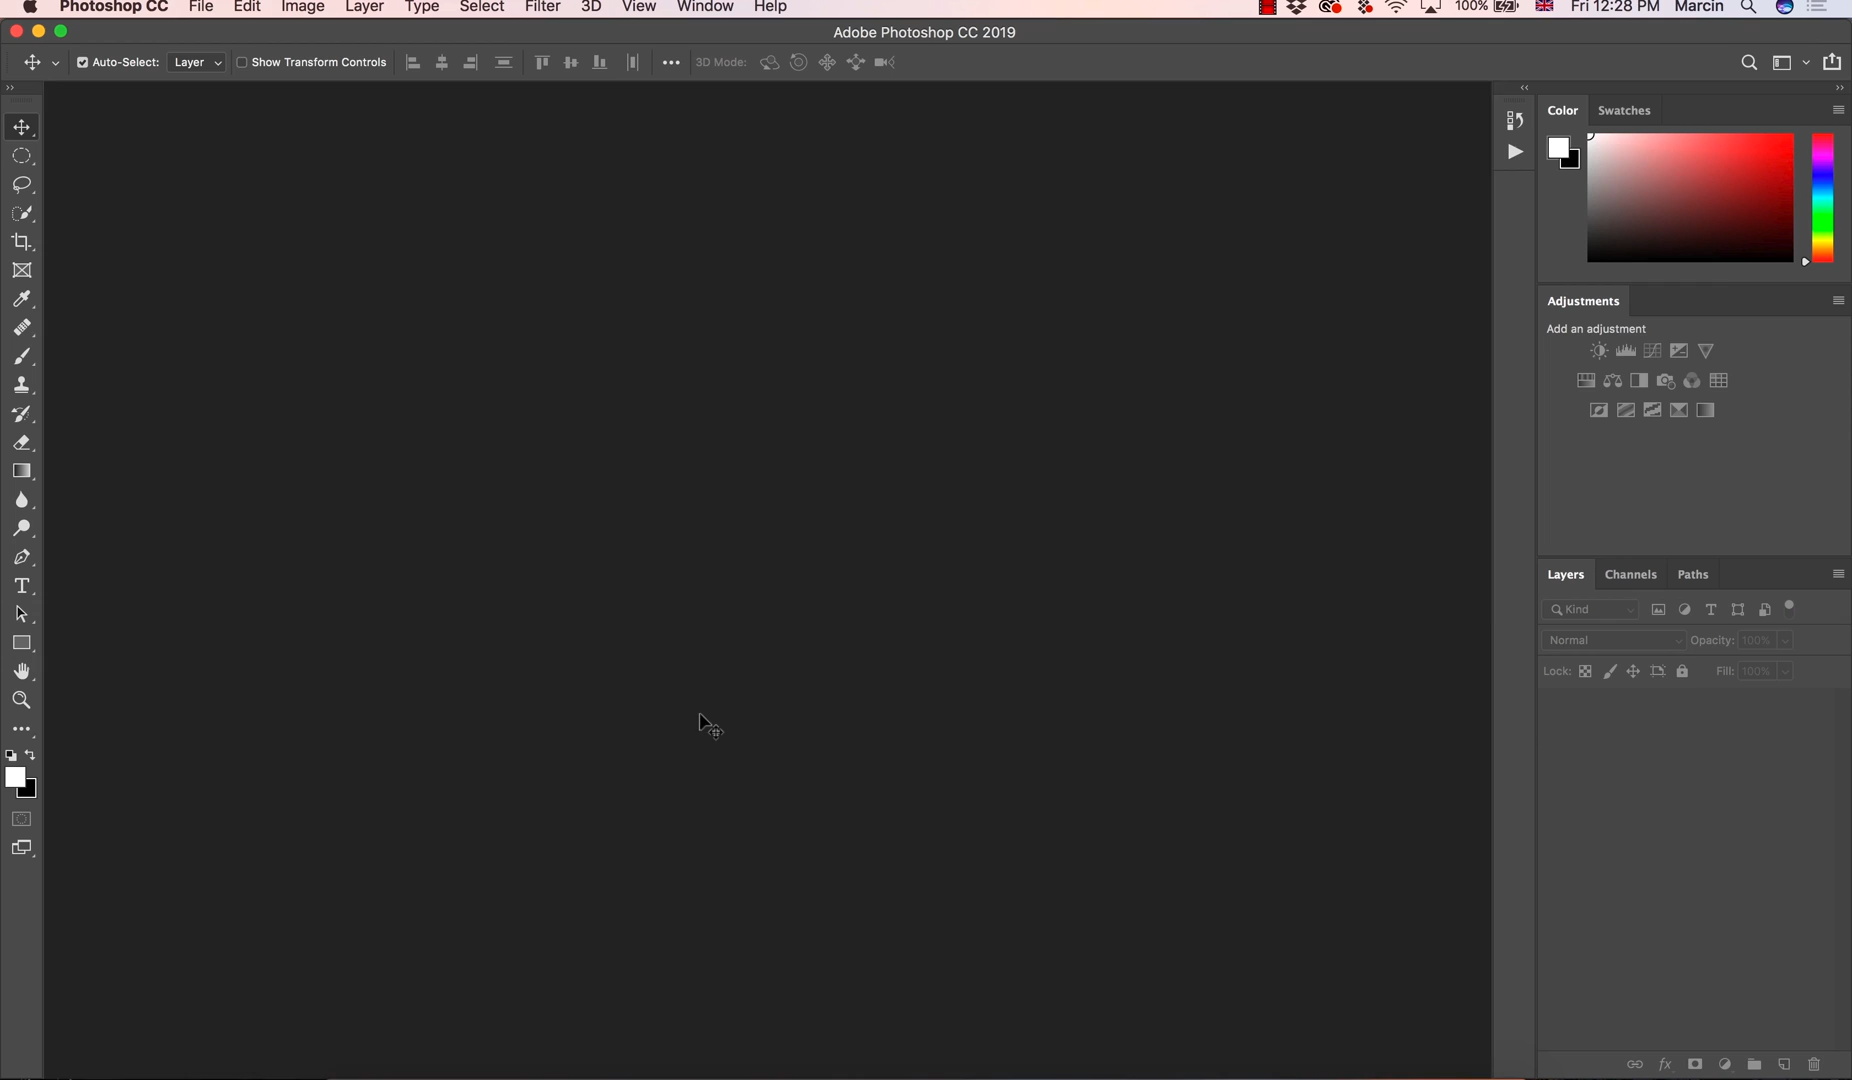 Photoshop CC File Edit Image Layer Type Select Filter 3D View Window Help 100% Fri 12:28 PM Marcin
Adobe Photoshop CC 2019
Auto-Select: Layer Show Transform Controls 3D Mode:
Color Swatches
Adjustments
Add an adjustment
Layers Channels Paths
Kind
Normal Opacity: 100%
Lock: Fill: 100%